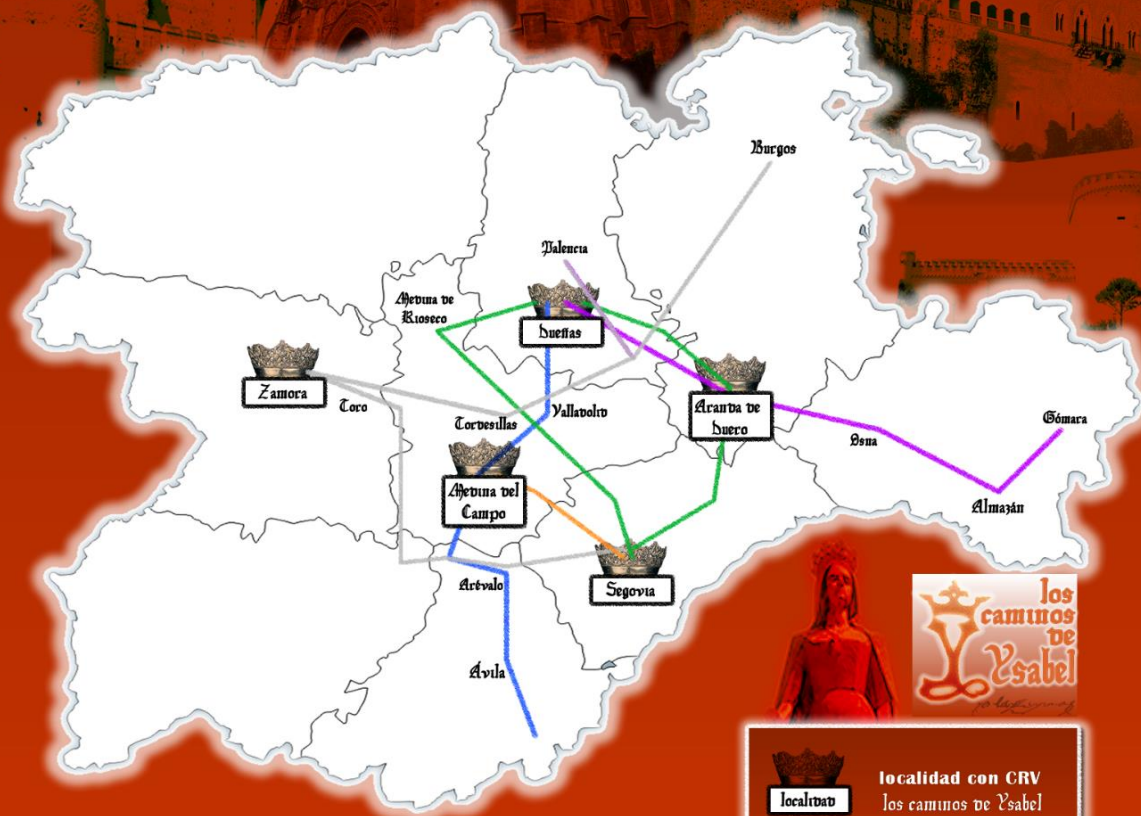 Burgos
Palencia
Medina de
Rioseco
Dueñas
Zamora
Toro
Tordesillas
Valladolid
Aranda de
Duero
Osua
Gómara
Almazán
Medina del
Campo
Arévalo
Segovia
Ávila
los
caminos
de
Ysabel
localidad con CRV
localidad
los caminos de Ysabel